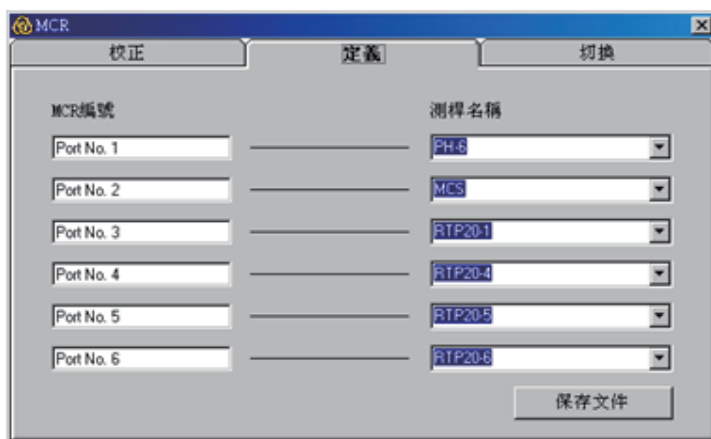 MCR
校正 定義 切換
MCR編號 測桿名稱
Port No. 1 PH-6
Port No. 2 MCS
Port No. 3 RTP20-1
Port No. 4 RTP20-4
Port No. 5 RTP20-5
Port No. 6 RTP20-6
保存文件